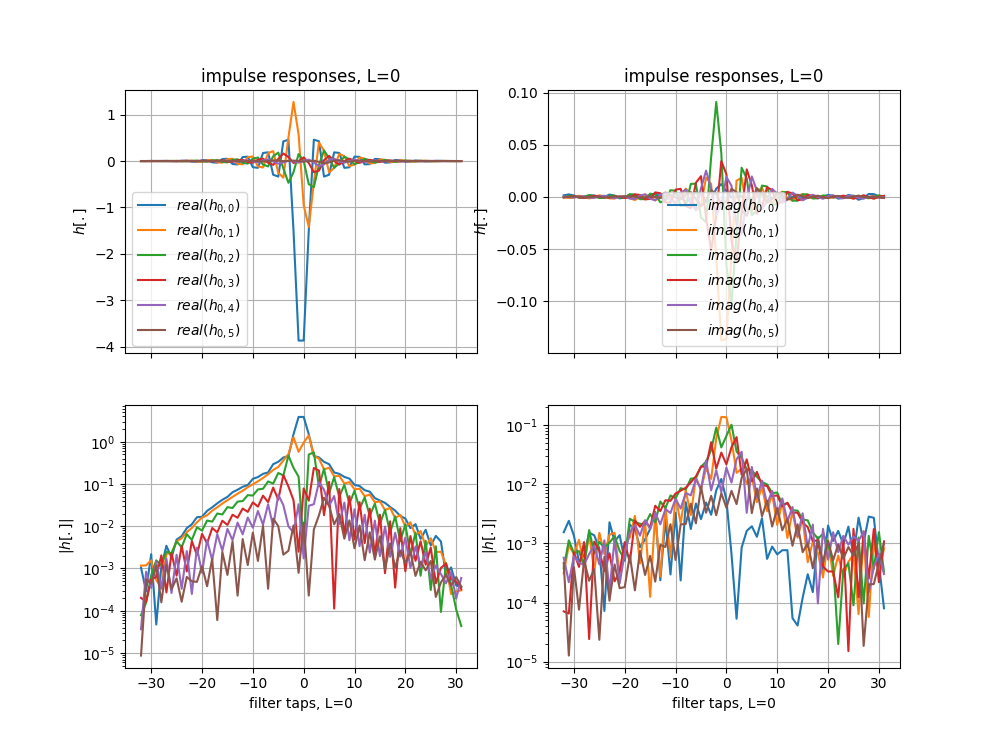 impulse responses, L=0
1
0
−1
−2
−3
−4
h[.]
real(h0,0)
real(h0,1)
real(h0,2)
real(h0,3)
real(h0,4)
real(h0,5)
impulse responses, L=0
0.10
0.05
0.00
−0.05
−0.10
h[.]
imag(h0,0)
imag(h0,1)
imag(h0,2)
imag(h0,3)
imag(h0,4)
imag(h0,5)
10⁰
10⁻¹
10⁻²
10⁻³
10⁻⁴
10⁻⁵
|h[.]|
−30 −20 −10 0 10 20 30
filter taps, L=0
10⁻¹
10⁻²
10⁻³
10⁻⁴
10⁻⁵
|h[.]|
−30 −20 −10 0 10 20 30
filter taps, L=0